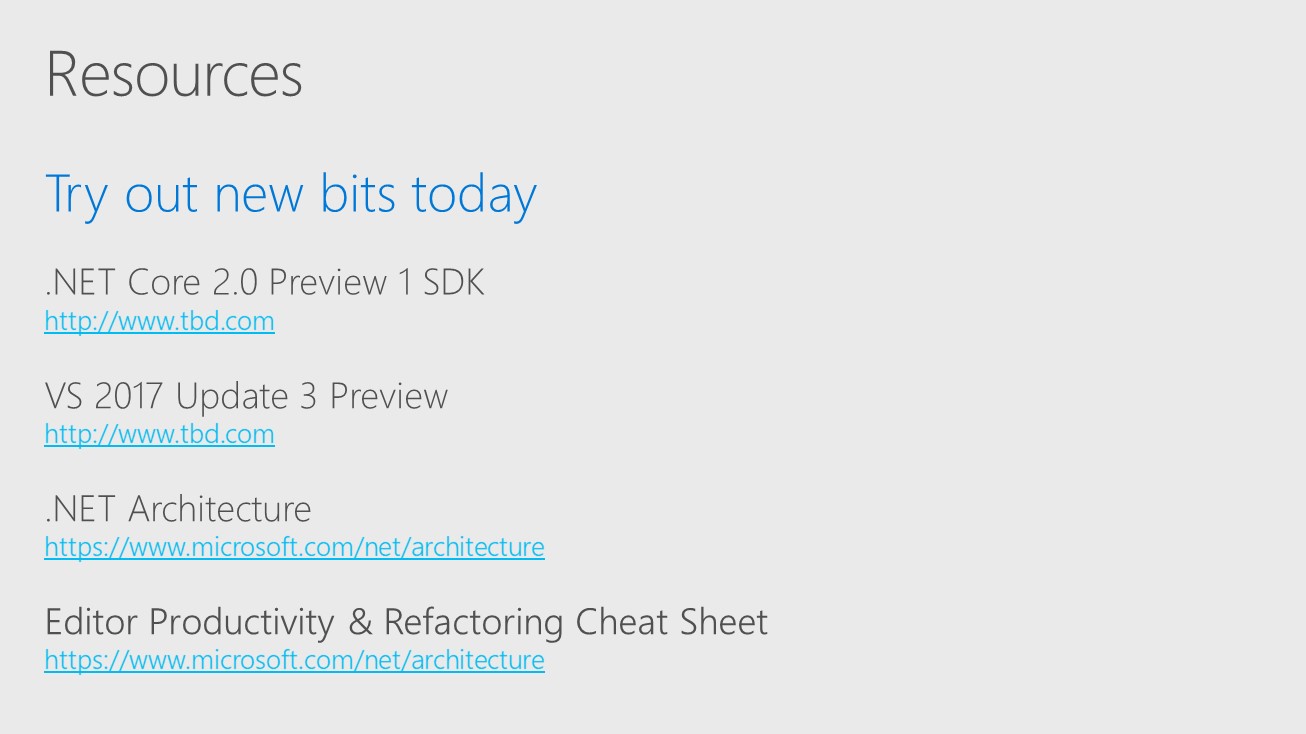 Resources
Try out new bits today
.NET Core 2.0 Preview 1 SDK
http://www.tbd.com
VS 2017 Update 3 Preview
http://www.tbd.com
.NET Architecture
https://www.microsoft.com/net/architecture
Editor Productivity & Refactoring Cheat Sheet
https://www.microsoft.com/net/architecture